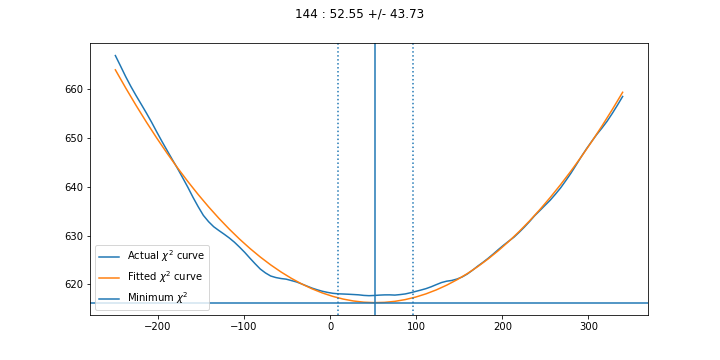 144 : 52.55 +/- 43.73
660
650
640
630
620
Actual χ² curve
Fitted χ² curve
Minimum χ²
−200 −100 0 100 200 300